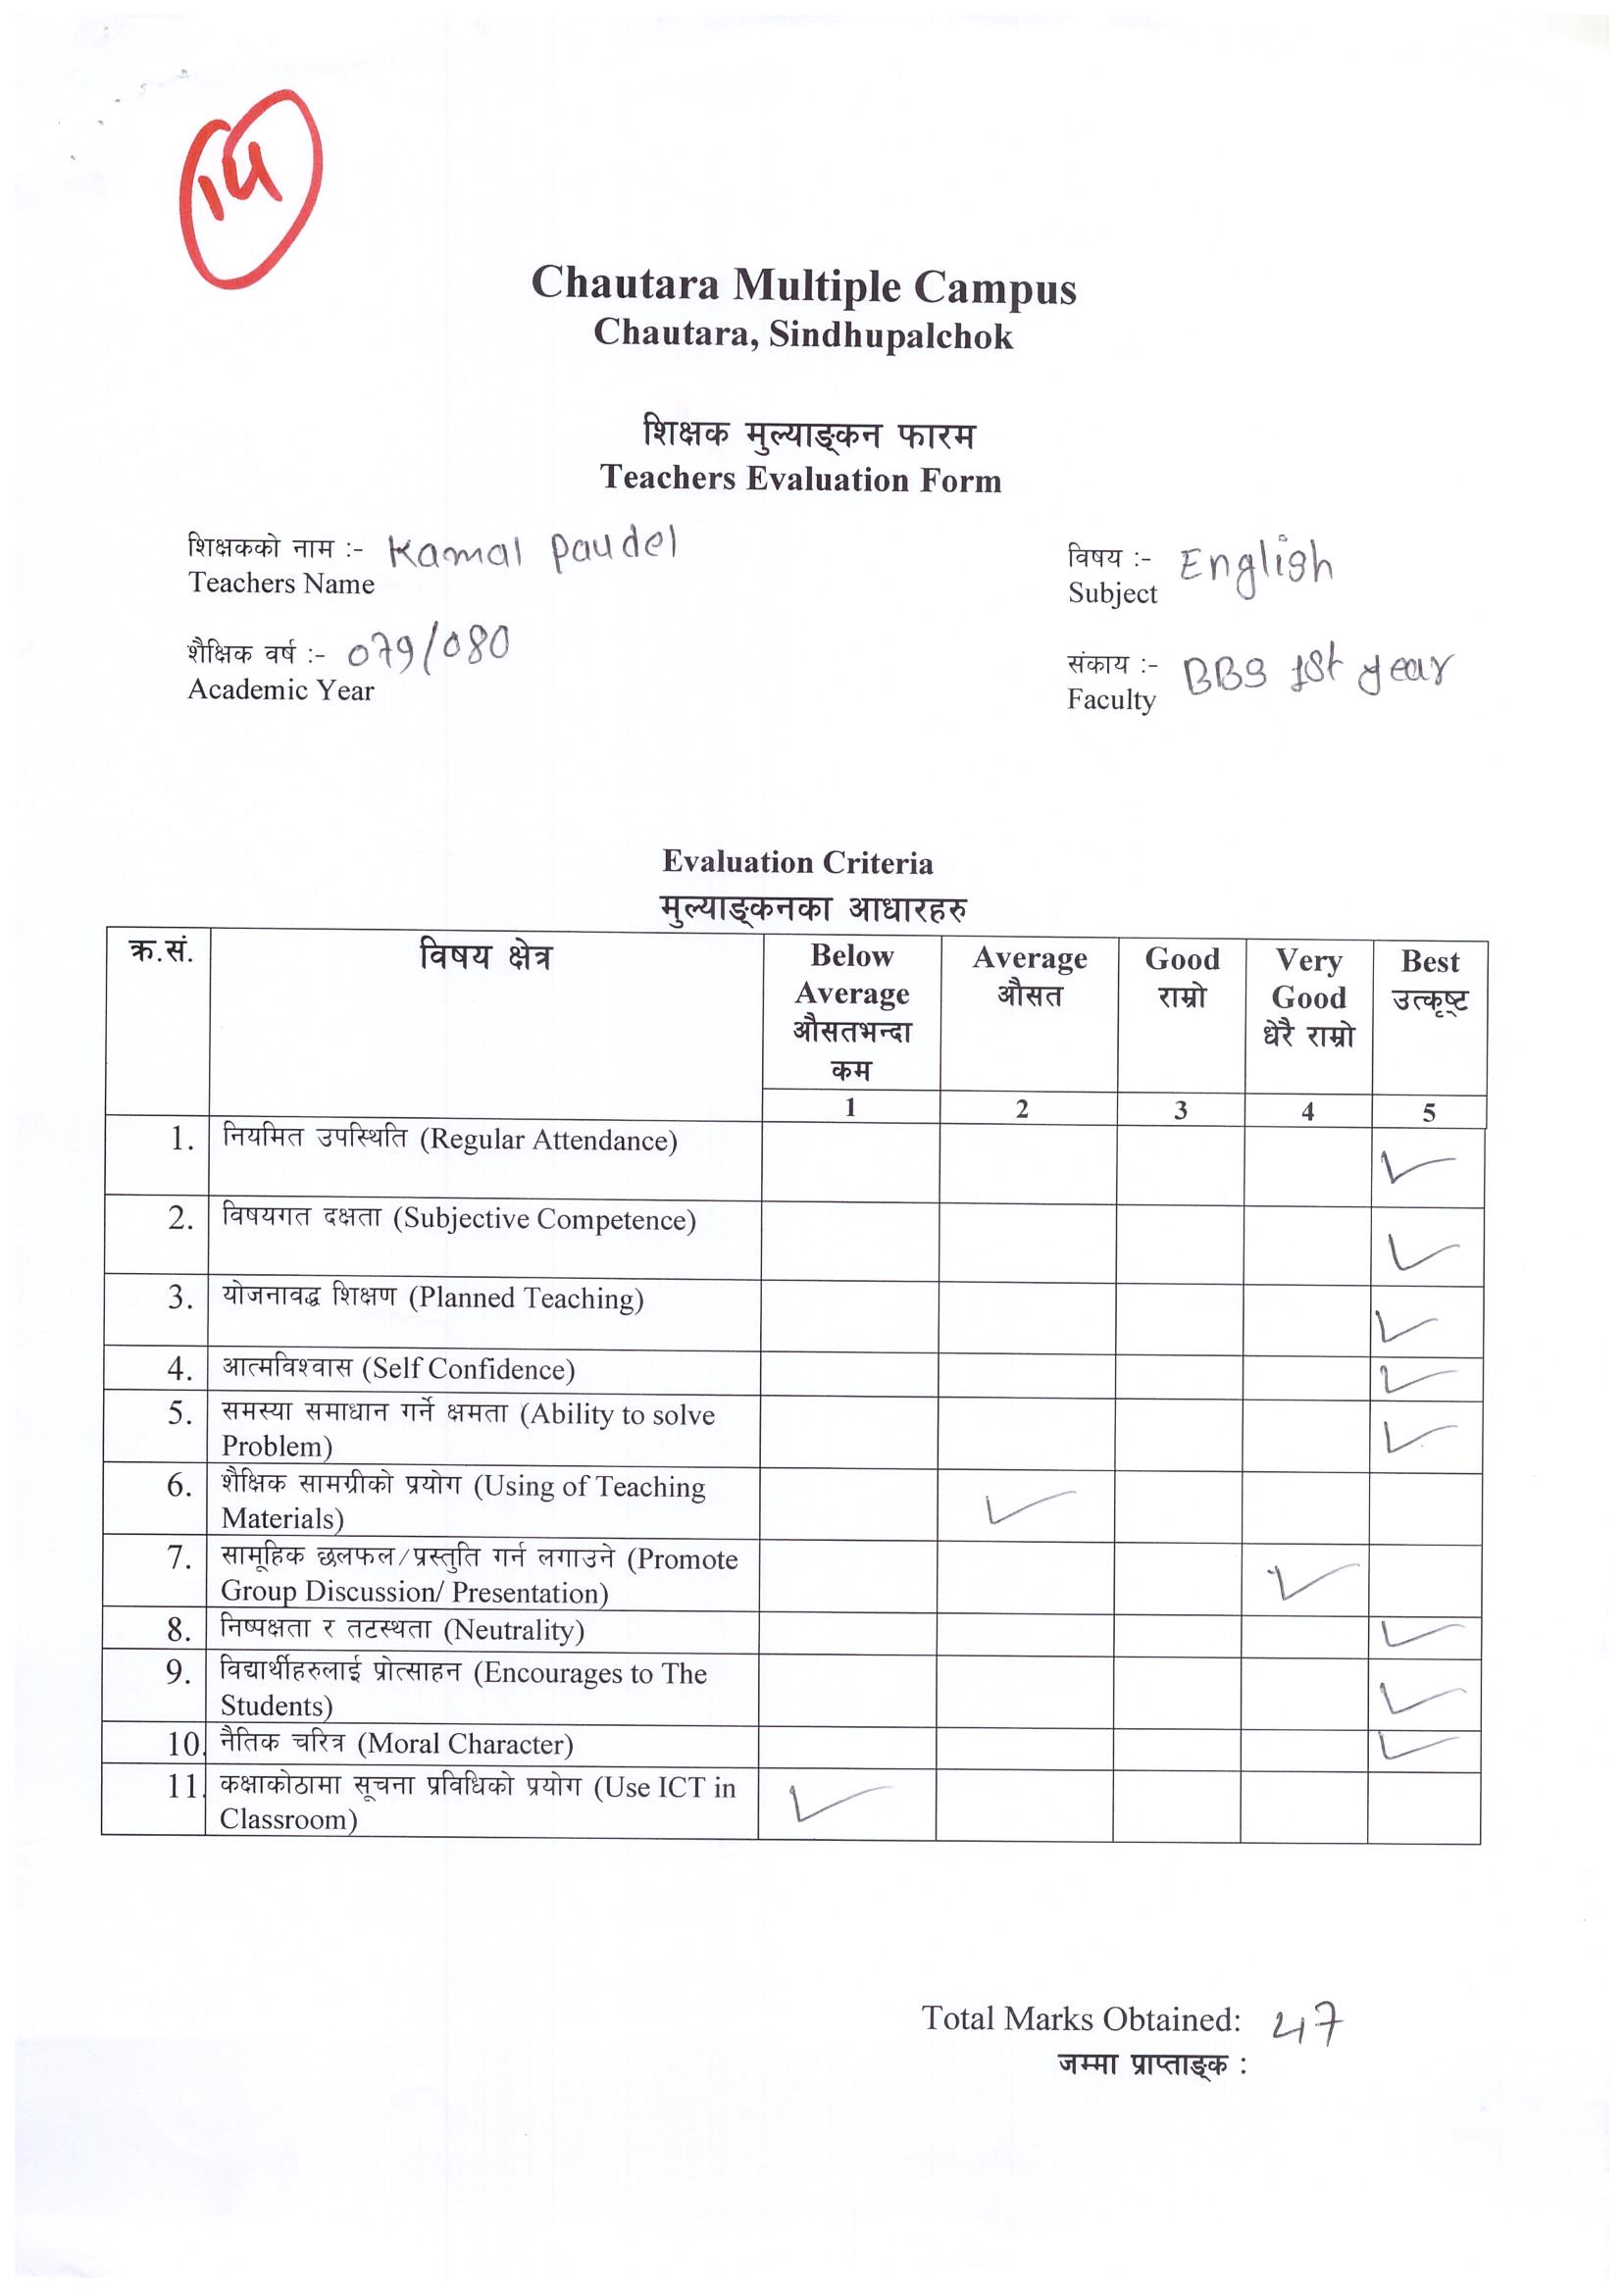 १५
Chautara Multiple Campus
Chautara, Sindhupalchok
शिक्षक मुल्याङ्कन फारम
Teachers Evaluation Form
शिक्षकको नाम :- Kamal Paudel
Teachers Name
विषय :- English
Subject
शैक्षिक वर्ष :- 079/080
Academic Year
संकाय :- BBS 1st year
Faculty
Evaluation Criteria
मुल्याङ्कनका आधारहरु
क्र.सं. विषय क्षेत्र Below Average औसतभन्दा कम Average औसत Good राम्रो Very Good धेरै राम्रो Best उत्कृष्ट
1 2 3 4 5
1. नियमित उपस्थिति (Regular Attendance) ✓
2. विषयगत दक्षता (Subjective Competence) ✓
3. योजनावद्ध शिक्षण (Planned Teaching) ✓
4. आत्मविश्वास (Self Confidence) ✓
5. समस्या समाधान गर्ने क्षमता (Ability to solve
Problem) ✓
6. शैक्षिक सामग्रीको प्रयोग (Using of Teaching
Materials) ✓
7. सामूहिक छलफल/प्रस्तुति गर्न लगाउने (Promote
Group Discussion/ Presentation) ✓
8. निष्पक्षता र तटस्थता (Neutrality) ✓
9. विद्यार्थीहरुलाई प्रोत्साहन (Encourages to The
Students) ✓
10. नैतिक चरित्र (Moral Character) ✓
11. कक्षाकोठामा सूचना प्रविधिको प्रयोग (Use ICT in
Classroom) ✓
Total Marks Obtained: 47
जम्मा प्राप्ताङ्क :